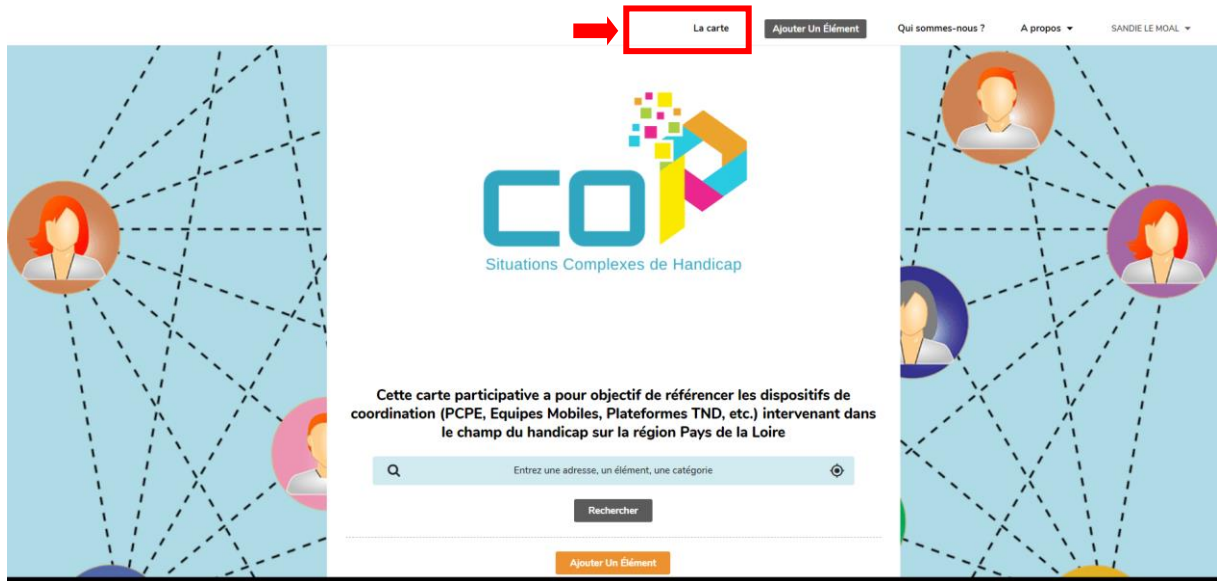 La carte
Ajouter Un Élément
Qui sommes-nous ?
A propos
SANDIE LE MOAL
COP
Situations Complexes de Handicap
Cette carte participative a pour objectif de référencer les dispositifs de
coordination (PCPE, Equipes Mobiles, Plateformes TND, etc.) intervenant dans
le champ du handicap sur la région Pays de la Loire
Entrez une adresse, un élément, une catégorie
Rechercher
Ajouter Un Élément